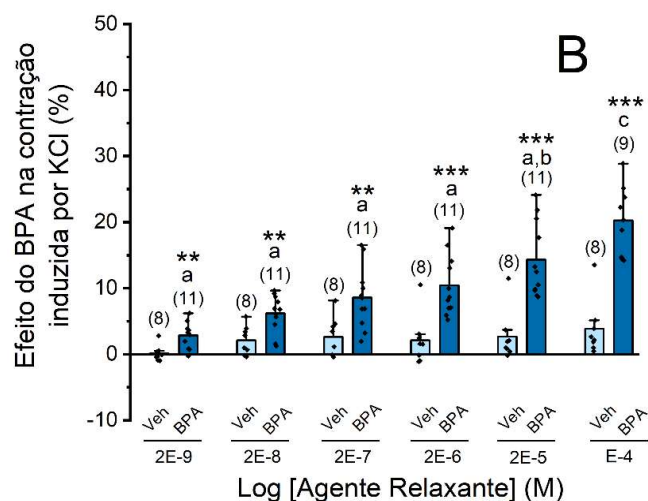 B
Efeito do BPA na contração
induzida por KCl (%)
50
40
30
20
10
0
-10
(8)
**
a
(11)
(8)
**
a
(11)
(8)
**
a
(11)
(8)
***
a
(11)
(8)
***
a,b
(11)
(8)
***
c
(9)
Veh BPA Veh BPA Veh BPA Veh BPA Veh BPA Veh BPA
2E-9 2E-8 2E-7 2E-6 2E-5 E-4
Log [Agente Relaxante] (M)